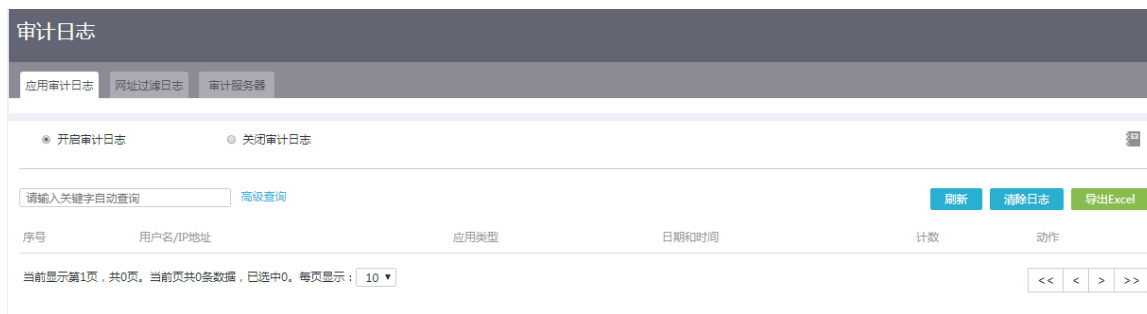 审计日志
应用审计日志 网址过滤日志 审计服务器
开启审计日志 关闭审计日志
请输入关键字自动查询 高级查询 刷新 清除日志 导出Excel
序号 用户名/IP地址 应用类型 日期和时间 计数 动作
当前显示第1页，共0页。当前页共0条数据，已选中0。每页显示： 10 << < > >>